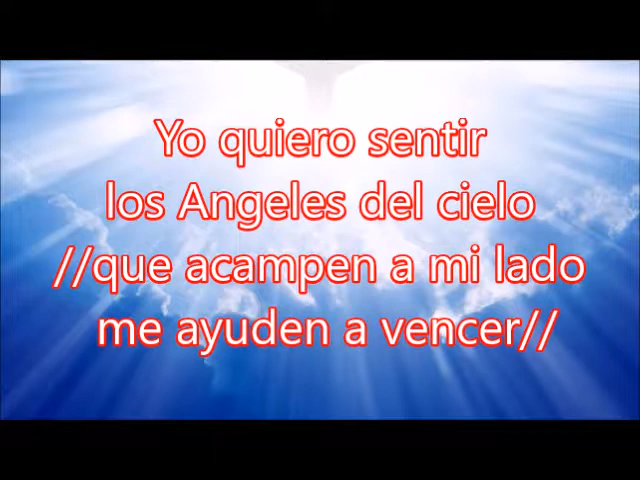 Yo quiero sentir
los Angeles del cielo
//que acampen a mi lado
me ayuden a vencer//